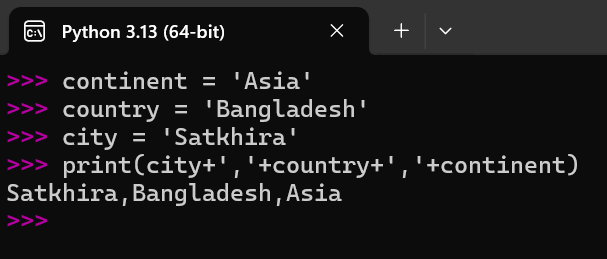 Python 3.13 (64-bit)
>>> continent = 'Asia'
>>> country = 'Bangladesh'
>>> city = 'Satkhira'
>>> print(city+','+country+','+continent)
Satkhira,Bangladesh,Asia
>>>